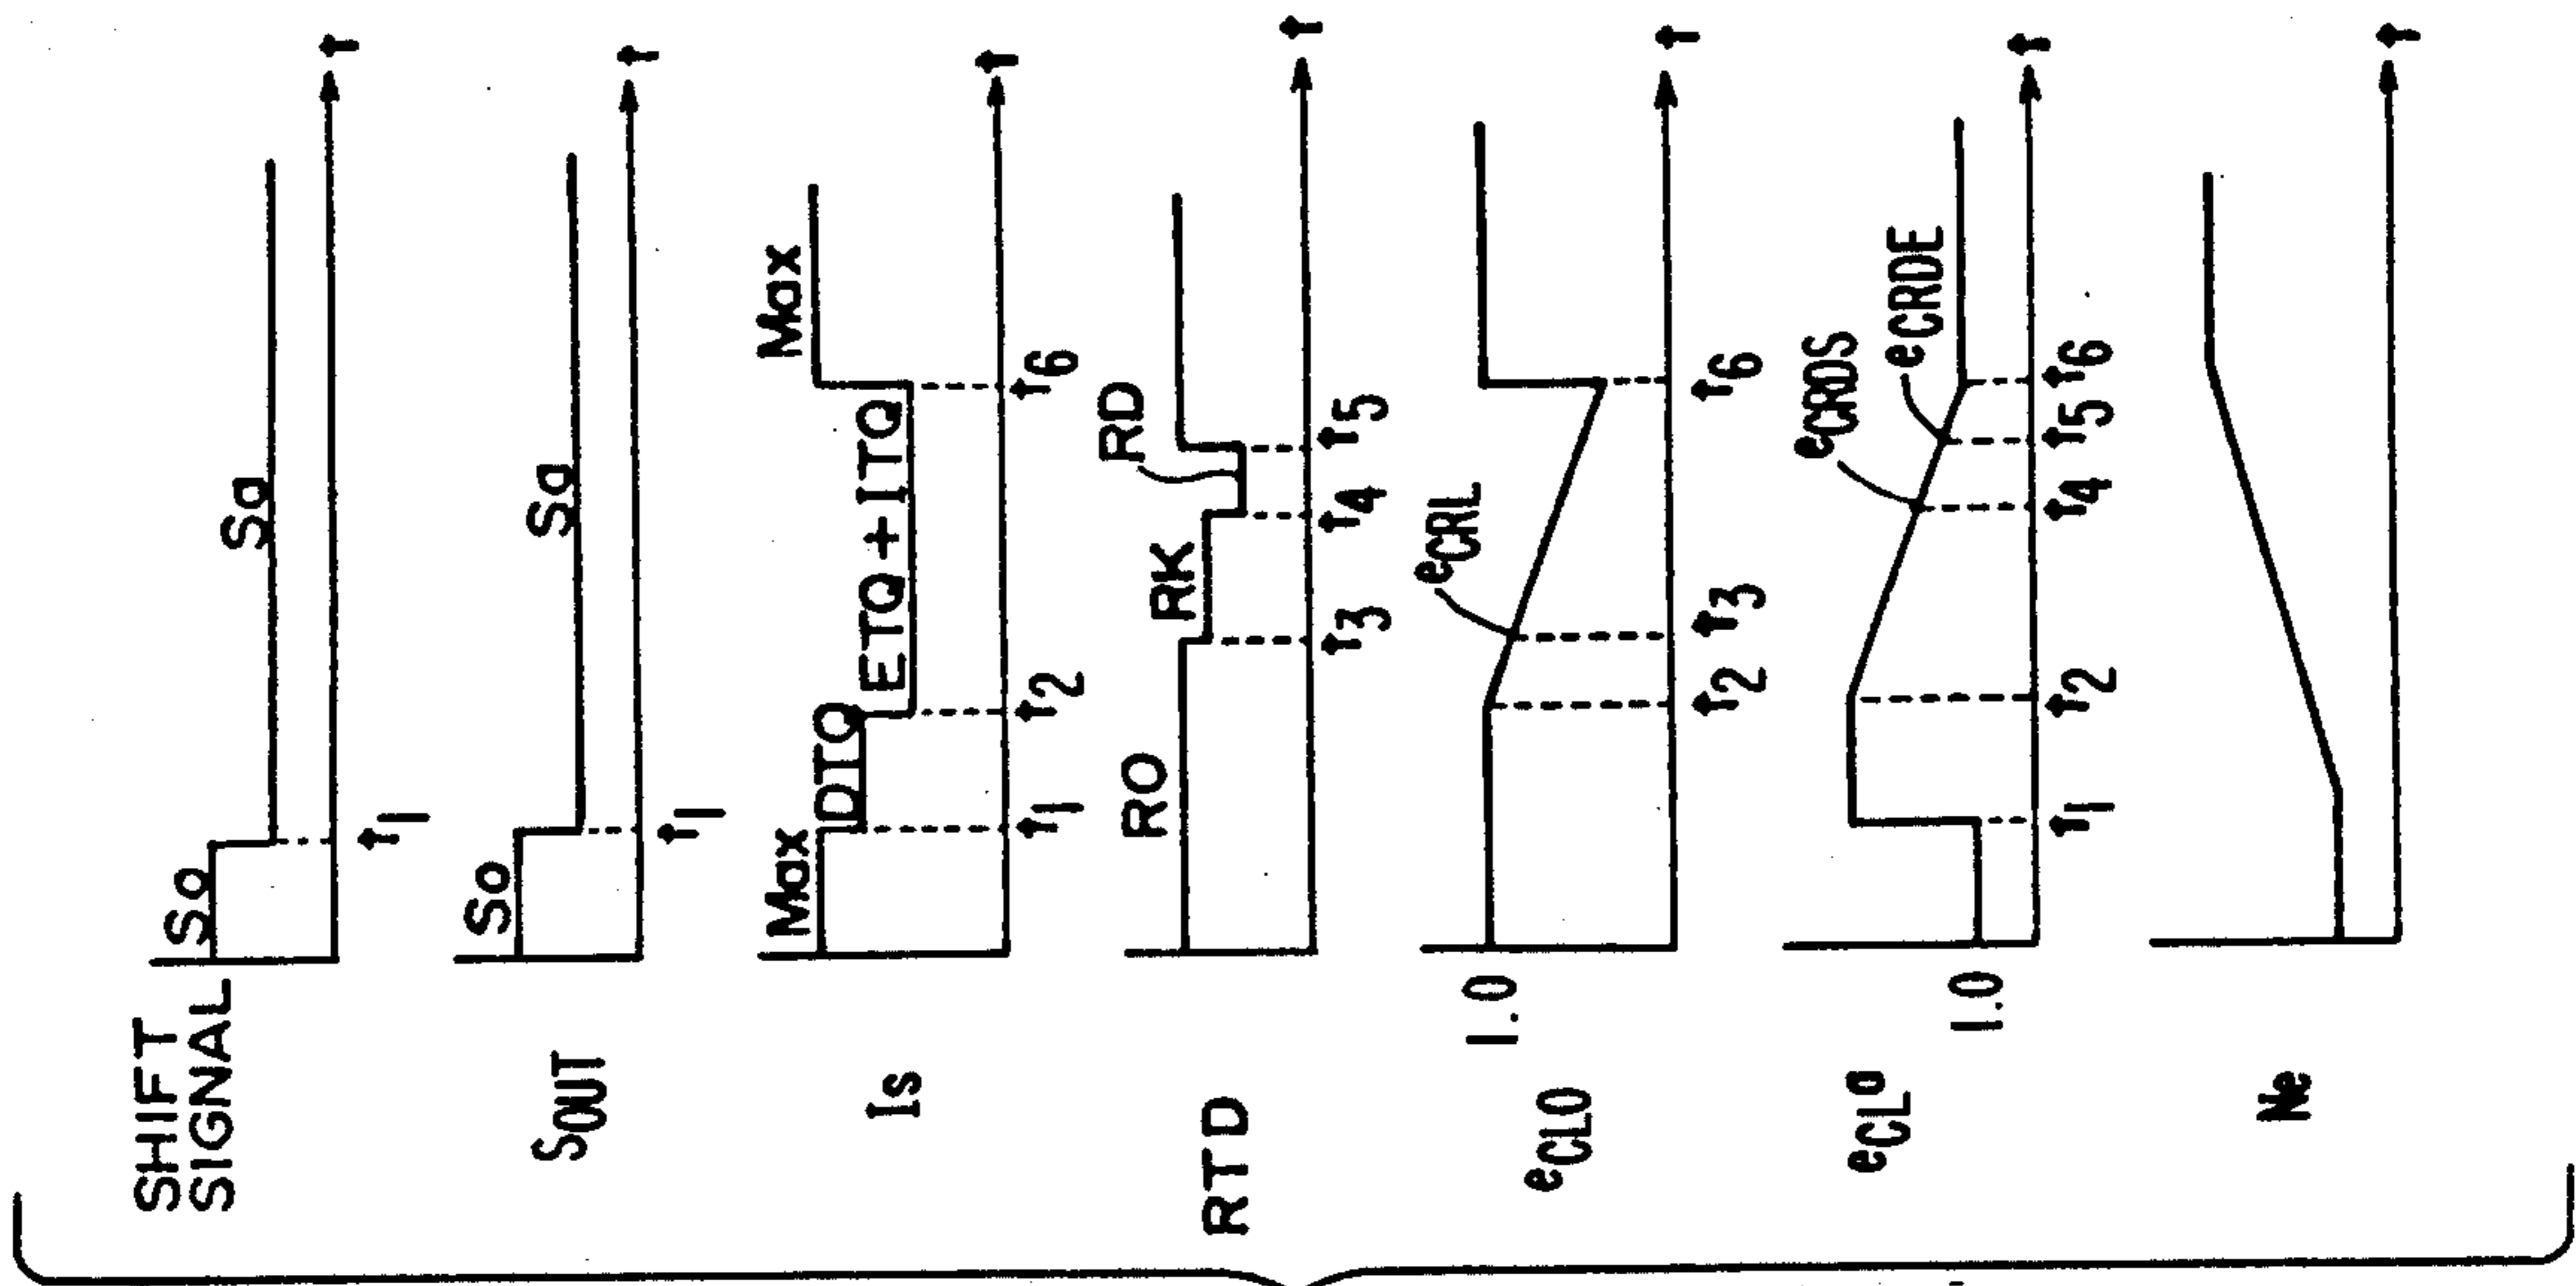 SHIFT
SIGNAL
So
Sa
t1
t
SOUT
So
Sa
t1
t
Is
Max
DTQ
ETQ+ITQ
Max
t1
t2
t6
t
RTD
RO
RK
RD
t3
t4
t5
t
eCLO
1.0
eCRL
t2
t3
t6
t
eCLa
1.0
eCRDS
eCRDE
t1
t2
t4
t5
t6
t
Ne
t